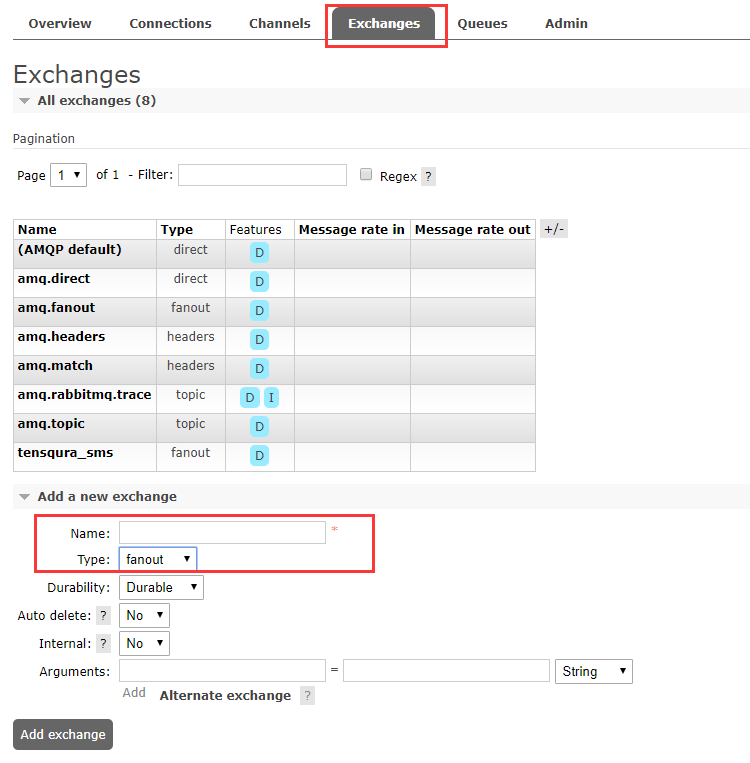 Overview Connections Channels Exchanges Queues Admin
Exchanges
All exchanges (8)
Pagination
Page 1 of 1 - Filter: Regex ?
Name Type Features Message rate in Message rate out +/-
(AMQP default) direct D
amq.direct direct D
amq.fanout fanout D
amq.headers headers D
amq.match headers D
amq.rabbitmq.trace topic D I
amq.topic topic D
tensqura_sms fanout D
Add a new exchange
Name: *
Type: fanout
Durability: Durable
Auto delete: ? No
Internal: ? No
Arguments: = String
Add Alternate exchange ?
Add exchange